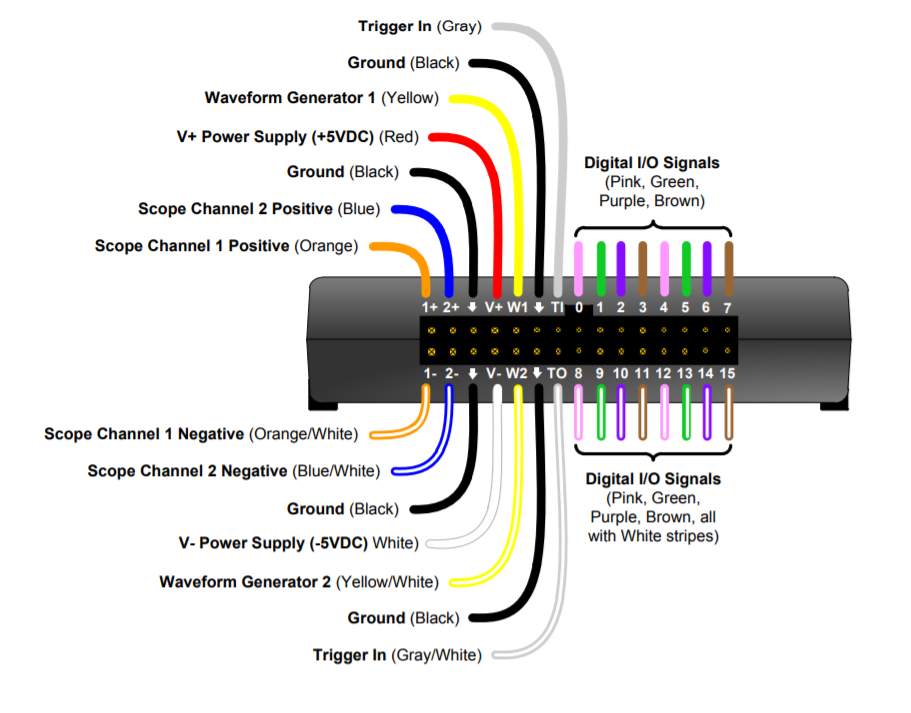 Trigger In (Gray)
Ground (Black)
Waveform Generator 1 (Yellow)
V+ Power Supply (+5VDC) (Red)
Ground (Black)
Scope Channel 2 Positive (Blue)
Scope Channel 1 Positive (Orange)
Digital I/O Signals
(Pink, Green,
Purple, Brown)
1+ 2+ V+ W1 TI 0 1 2 3 4 5 6 7
1- 2- V- W2 TO 8 9 10 11 12 13 14 15
Scope Channel 1 Negative (Orange/White)
Scope Channel 2 Negative (Blue/White)
Ground (Black)
V- Power Supply (-5VDC) White)
Waveform Generator 2 (Yellow/White)
Ground (Black)
Trigger In (Gray/White)
Digital I/O Signals
(Pink, Green,
Purple, Brown, all
with White stripes)